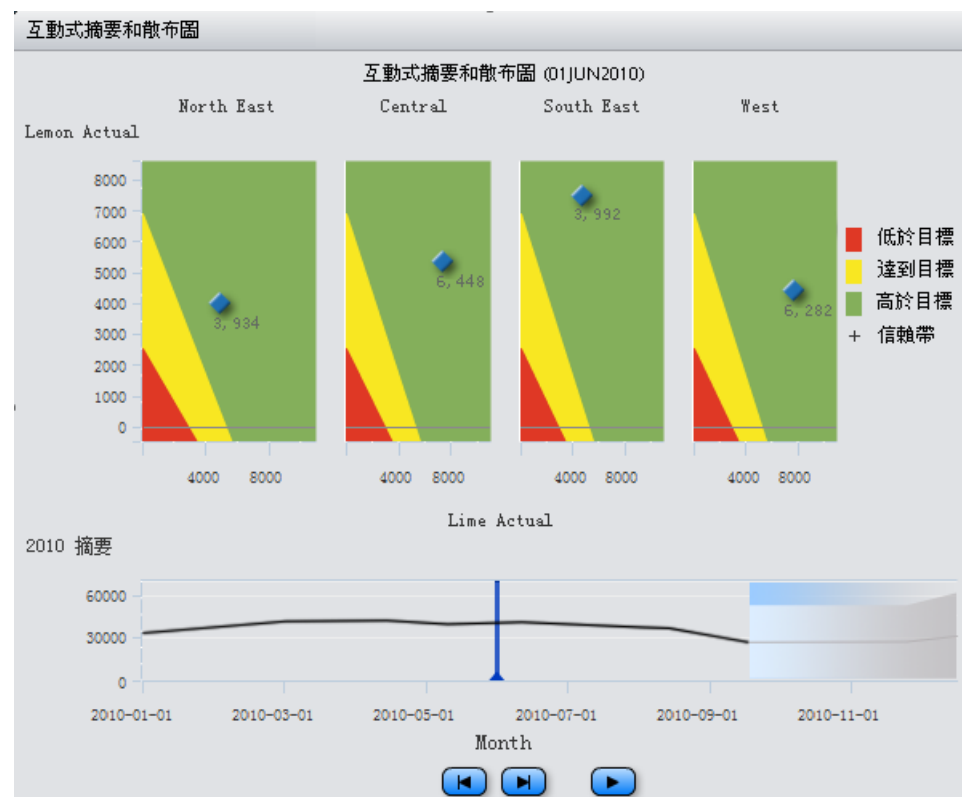 互動式摘要和散布圖
互動式摘要和散布圖 (01JUN2010)
North East Central South East West
Lemon Actual
8000
7000
6000
5000
4000
3000
2000
1000
0
3,934
6,448
3,992
6,282
低於目標
達到目標
高於目標
+ 信賴帶
4000 8000 4000 8000 4000 8000 4000 8000
Lime Actual
2010 摘要
60000
30000
0
2010-01-01 2010-03-01 2010-05-01 2010-07-01 2010-09-01 2010-11-01
Month